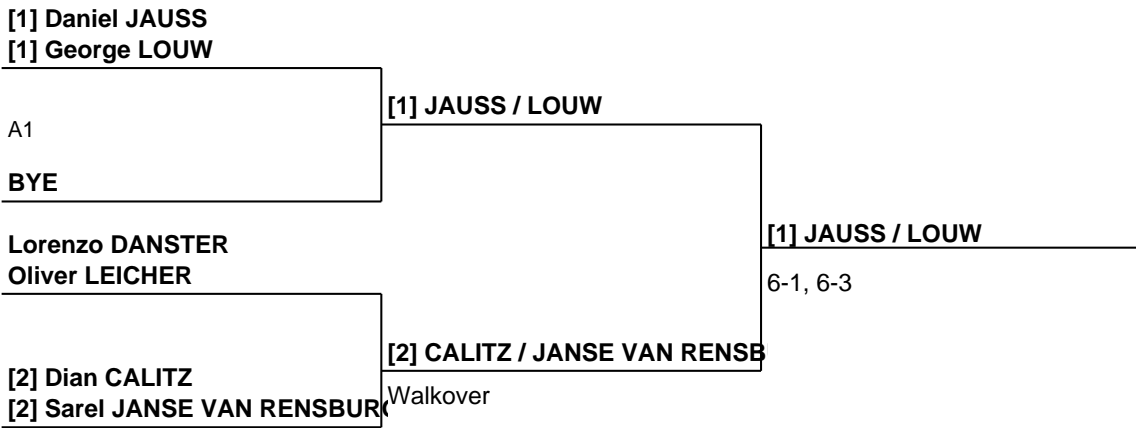 [1] Daniel JAUSS
[1] George LOUW
[1] JAUSS / LOUW
A1
BYE
[1] JAUSS / LOUW
Lorenzo DANSTER
Oliver LEICHER
6-1, 6-3
[2] CALITZ / JANSE VAN RENSB
[2] Dian CALITZ
Walkover
[2] Sarel JANSE VAN RENSBURG